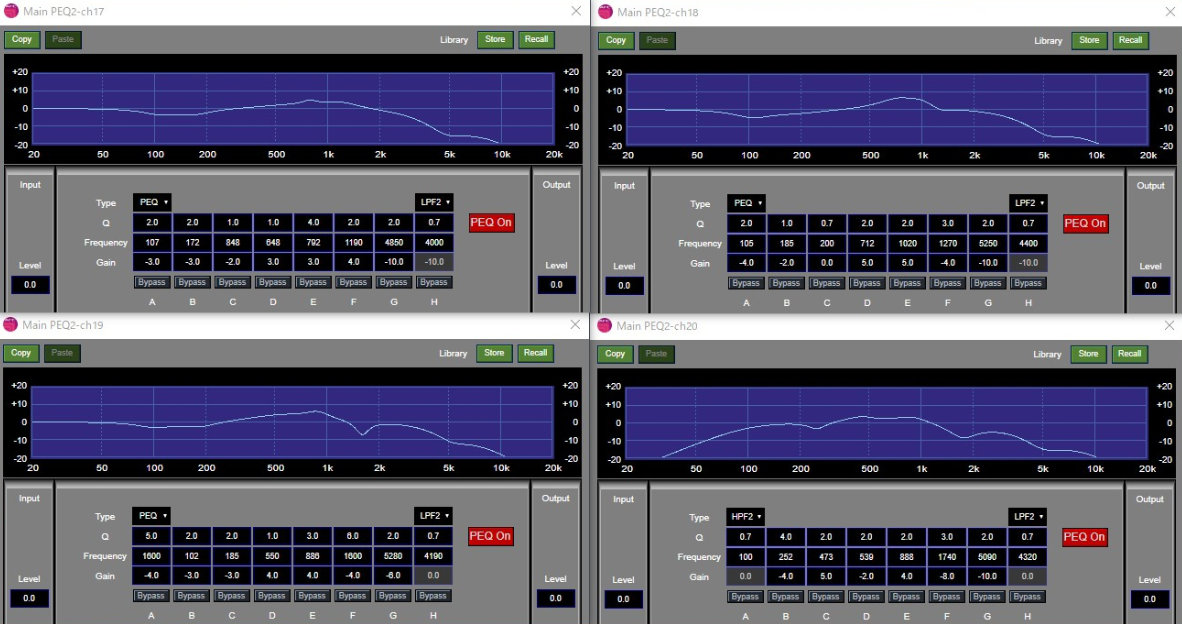 Main PEQ2-ch17
Copy Paste Library Store Recall
+20 +20
+10 +10
0 0
-10 -10
-20 -20
20 50 100 200 500 1k 2k 5k 10k 20k
Input Output
Type PEQ LPF2
Q 2.0 2.0 1.0 1.0 4.0 2.0 2.0 0.7 PEQ On
Frequency 107 172 848 648 792 1190 4850 4000
Level Gain -3.0 -3.0 -2.0 3.0 3.0 4.0 -10.0 -10.0 Level
0.0 Bypass Bypass Bypass Bypass Bypass Bypass Bypass Bypass 0.0
A B C D E F G H
Main PEQ2-ch18
Copy Paste Library Store Recall
+20 +20
+10 +10
0 0
-10 -10
-20 -20
20 50 100 200 500 1k 2k 5k 10k 20k
Input Output
Type PEQ LPF2
Q 2.0 1.0 0.7 2.0 2.0 3.0 2.0 0.7 PEQ On
Frequency 105 185 200 712 1020 1270 5250 4400
Level Gain -4.0 -2.0 0.0 5.0 5.0 -4.0 -10.0 -10.0 Level
0.0 Bypass Bypass Bypass Bypass Bypass Bypass Bypass Bypass 0.0
A B C D E F G H
Main PEQ2-ch19
Copy Paste Library Store Recall
+20 +20
+10 +10
0 0
-10 -10
-20 -20
20 50 100 200 500 1k 2k 5k 10k 20k
Input Output
Type PEQ LPF2
Q 5.0 2.0 2.0 1.0 3.0 6.0 2.0 0.7 PEQ On
Frequency 1600 102 185 550 886 1600 5280 4190
Level Gain -4.0 -3.0 -3.0 4.0 4.0 -4.0 -6.0 0.0 Level
0.0 Bypass Bypass Bypass Bypass Bypass Bypass Bypass Bypass 0.0
A B C D E F G H
Main PEQ2-ch20
Copy Paste Library Store Recall
+20 +20
+10 +10
0 0
-10 -10
-20 -20
20 50 100 200 500 1k 2k 5k 10k 20k
Input Output
Type HPF2 LPF2
Q 0.7 4.0 2.0 2.0 2.0 3.0 2.0 0.7 PEQ On
Frequency 100 252 473 539 888 1740 5090 4320
Level Gain 0.0 -4.0 5.0 -2.0 4.0 -8.0 -10.0 0.0 Level
0.0 Bypass Bypass Bypass Bypass Bypass Bypass Bypass Bypass 0.0
A B C D E F G H